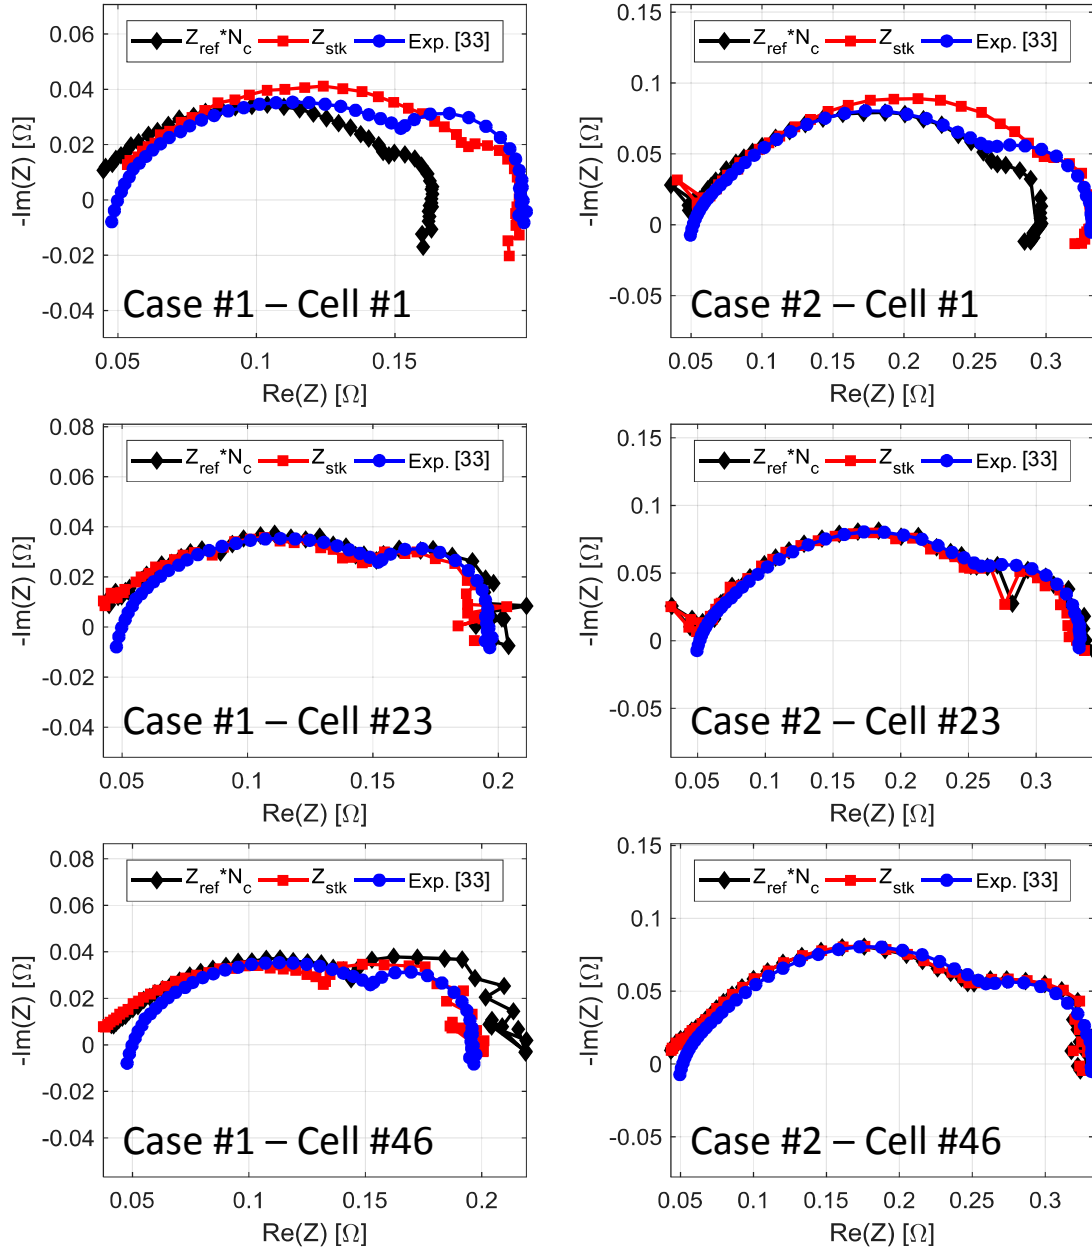 0.06
0.04
0.02
0
-0.02
-0.04
-Im(Z) [Ω]
Z_ref*N_c Z_stk Exp. [33]
Case #1 – Cell #1
0.05 0.1 0.15
Re(Z) [Ω]
0.15
0.1
0.05
0
-0.05
-Im(Z) [Ω]
Z_ref*N_c Z_stk Exp. [33]
Case #2 – Cell #1
0.05 0.1 0.15 0.2 0.25 0.3
Re(Z) [Ω]
0.08
0.06
0.04
0.02
0
-0.02
-0.04
-Im(Z) [Ω]
Z_ref*N_c Z_stk Exp. [33]
Case #1 – Cell #23
0.05 0.1 0.15 0.2
Re(Z) [Ω]
0.15
0.1
0.05
0
-0.05
-Im(Z) [Ω]
Z_ref*N_c Z_stk Exp. [33]
Case #2 – Cell #23
0.05 0.1 0.15 0.2 0.25 0.3
Re(Z) [Ω]
0.08
0.06
0.04
0.02
0
-0.02
-0.04
-Im(Z) [Ω]
Z_ref*N_c Z_stk Exp. [33]
Case #1 – Cell #46
0.05 0.1 0.15 0.2
Re(Z) [Ω]
0.15
0.1
0.05
0
-0.05
-Im(Z) [Ω]
Z_ref*N_c Z_stk Exp. [33]
Case #2 – Cell #46
0.05 0.1 0.15 0.2 0.25 0.3
Re(Z) [Ω]